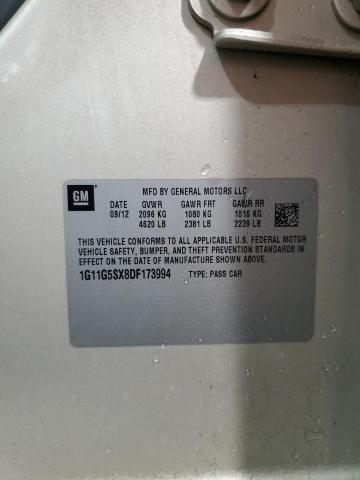 GM
MFD BY GENERAL MOTORS LLC
DATE GVWR GAWR FRT GAWR RR
09/12 2096 KG 1080 KG 1016 KG
4620 LB 2381 LB 2239 LB
THIS VEHICLE CONFORMS TO ALL APPLICABLE U.S. FEDERAL MOTOR
VEHICLE SAFETY, BUMPER, AND THEFT PREVENTION STANDARDS
IN EFFECT ON THE DATE OF MANUFACTURE SHOWN ABOVE.
1G11G5SX8DF173994 TYPE: PASS CAR